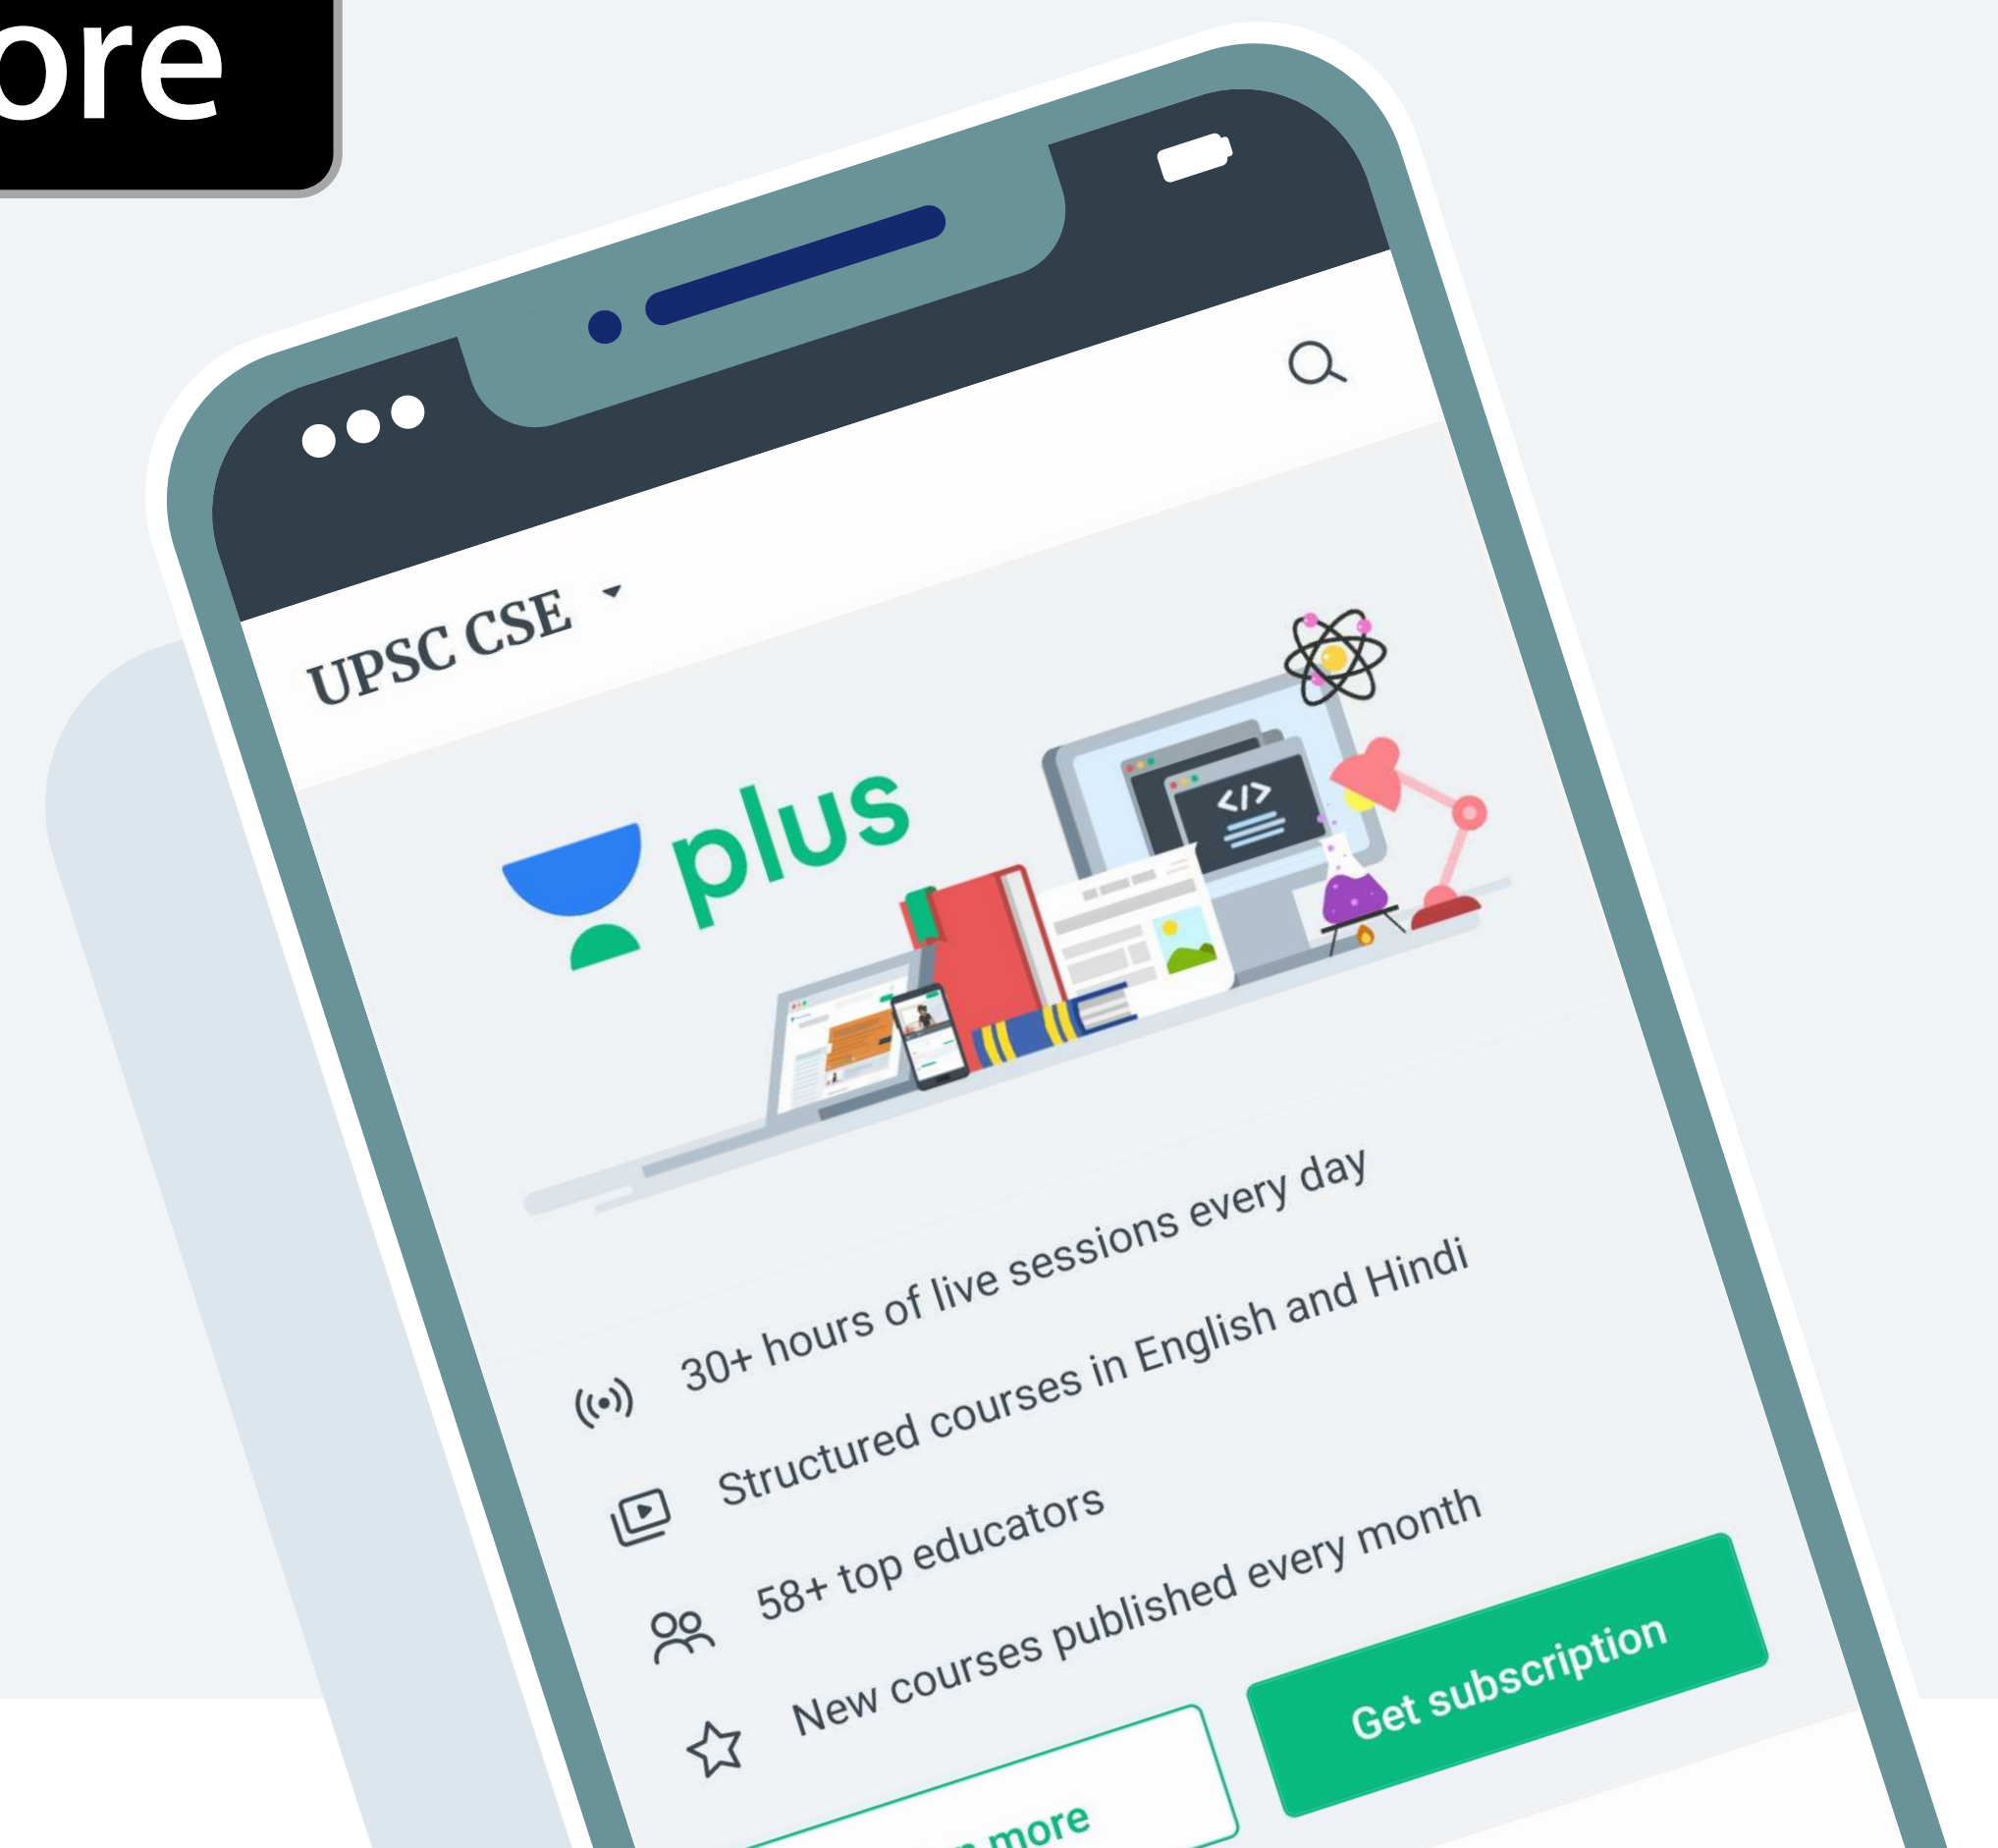 UPSC CSE
plus
</>
30+ hours of live sessions every day
Structured courses in English and Hindi
58+ top educators
New courses published every month
Get subscription
more